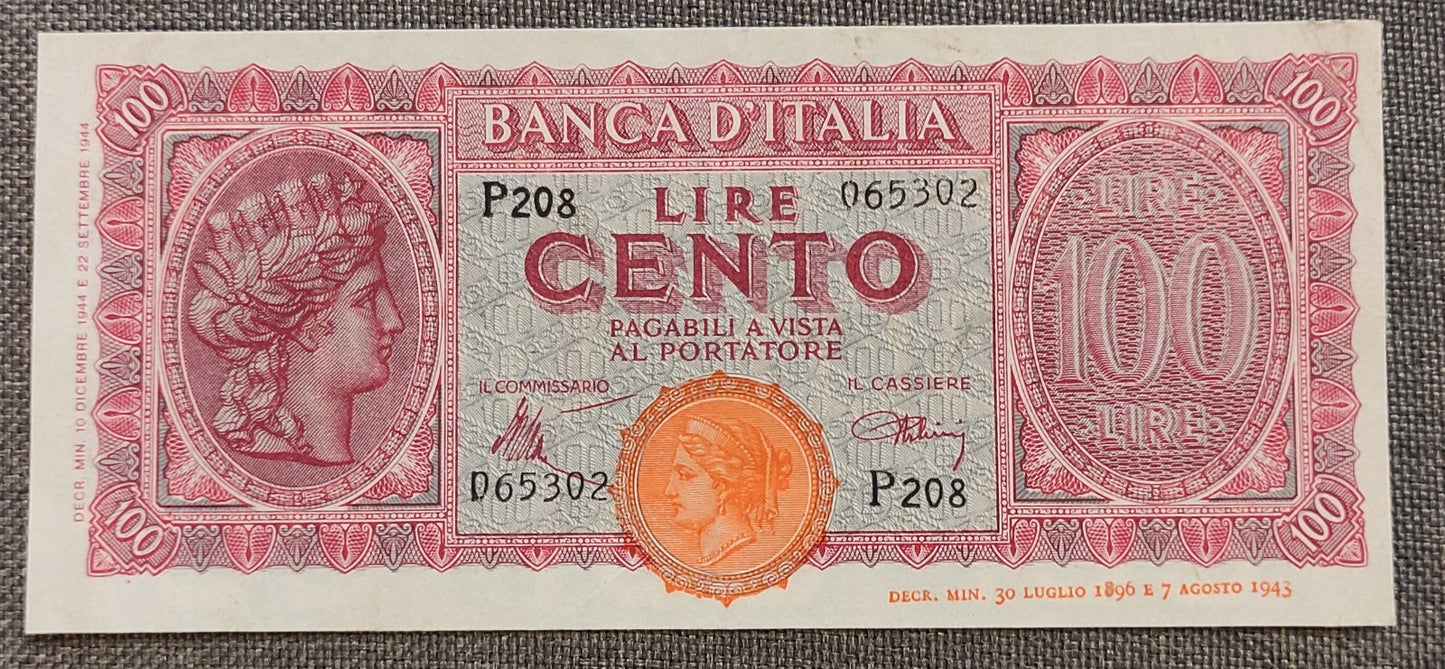 100
100
BANCA D'ITALIA
P208
LIRE
065302
CENTO
PAGABILI A VISTA
AL PORTATORE
IL COMMISSARIO
IL CASSIERE
065302
P208
LIRE
100
LIRE
100
100
DECR. MIN. 10 DICEMBRE 1944 E 22 SETTEMBRE 1944
DECR. MIN. 30 LUGLIO 1896 E 7 AGOSTO 1943